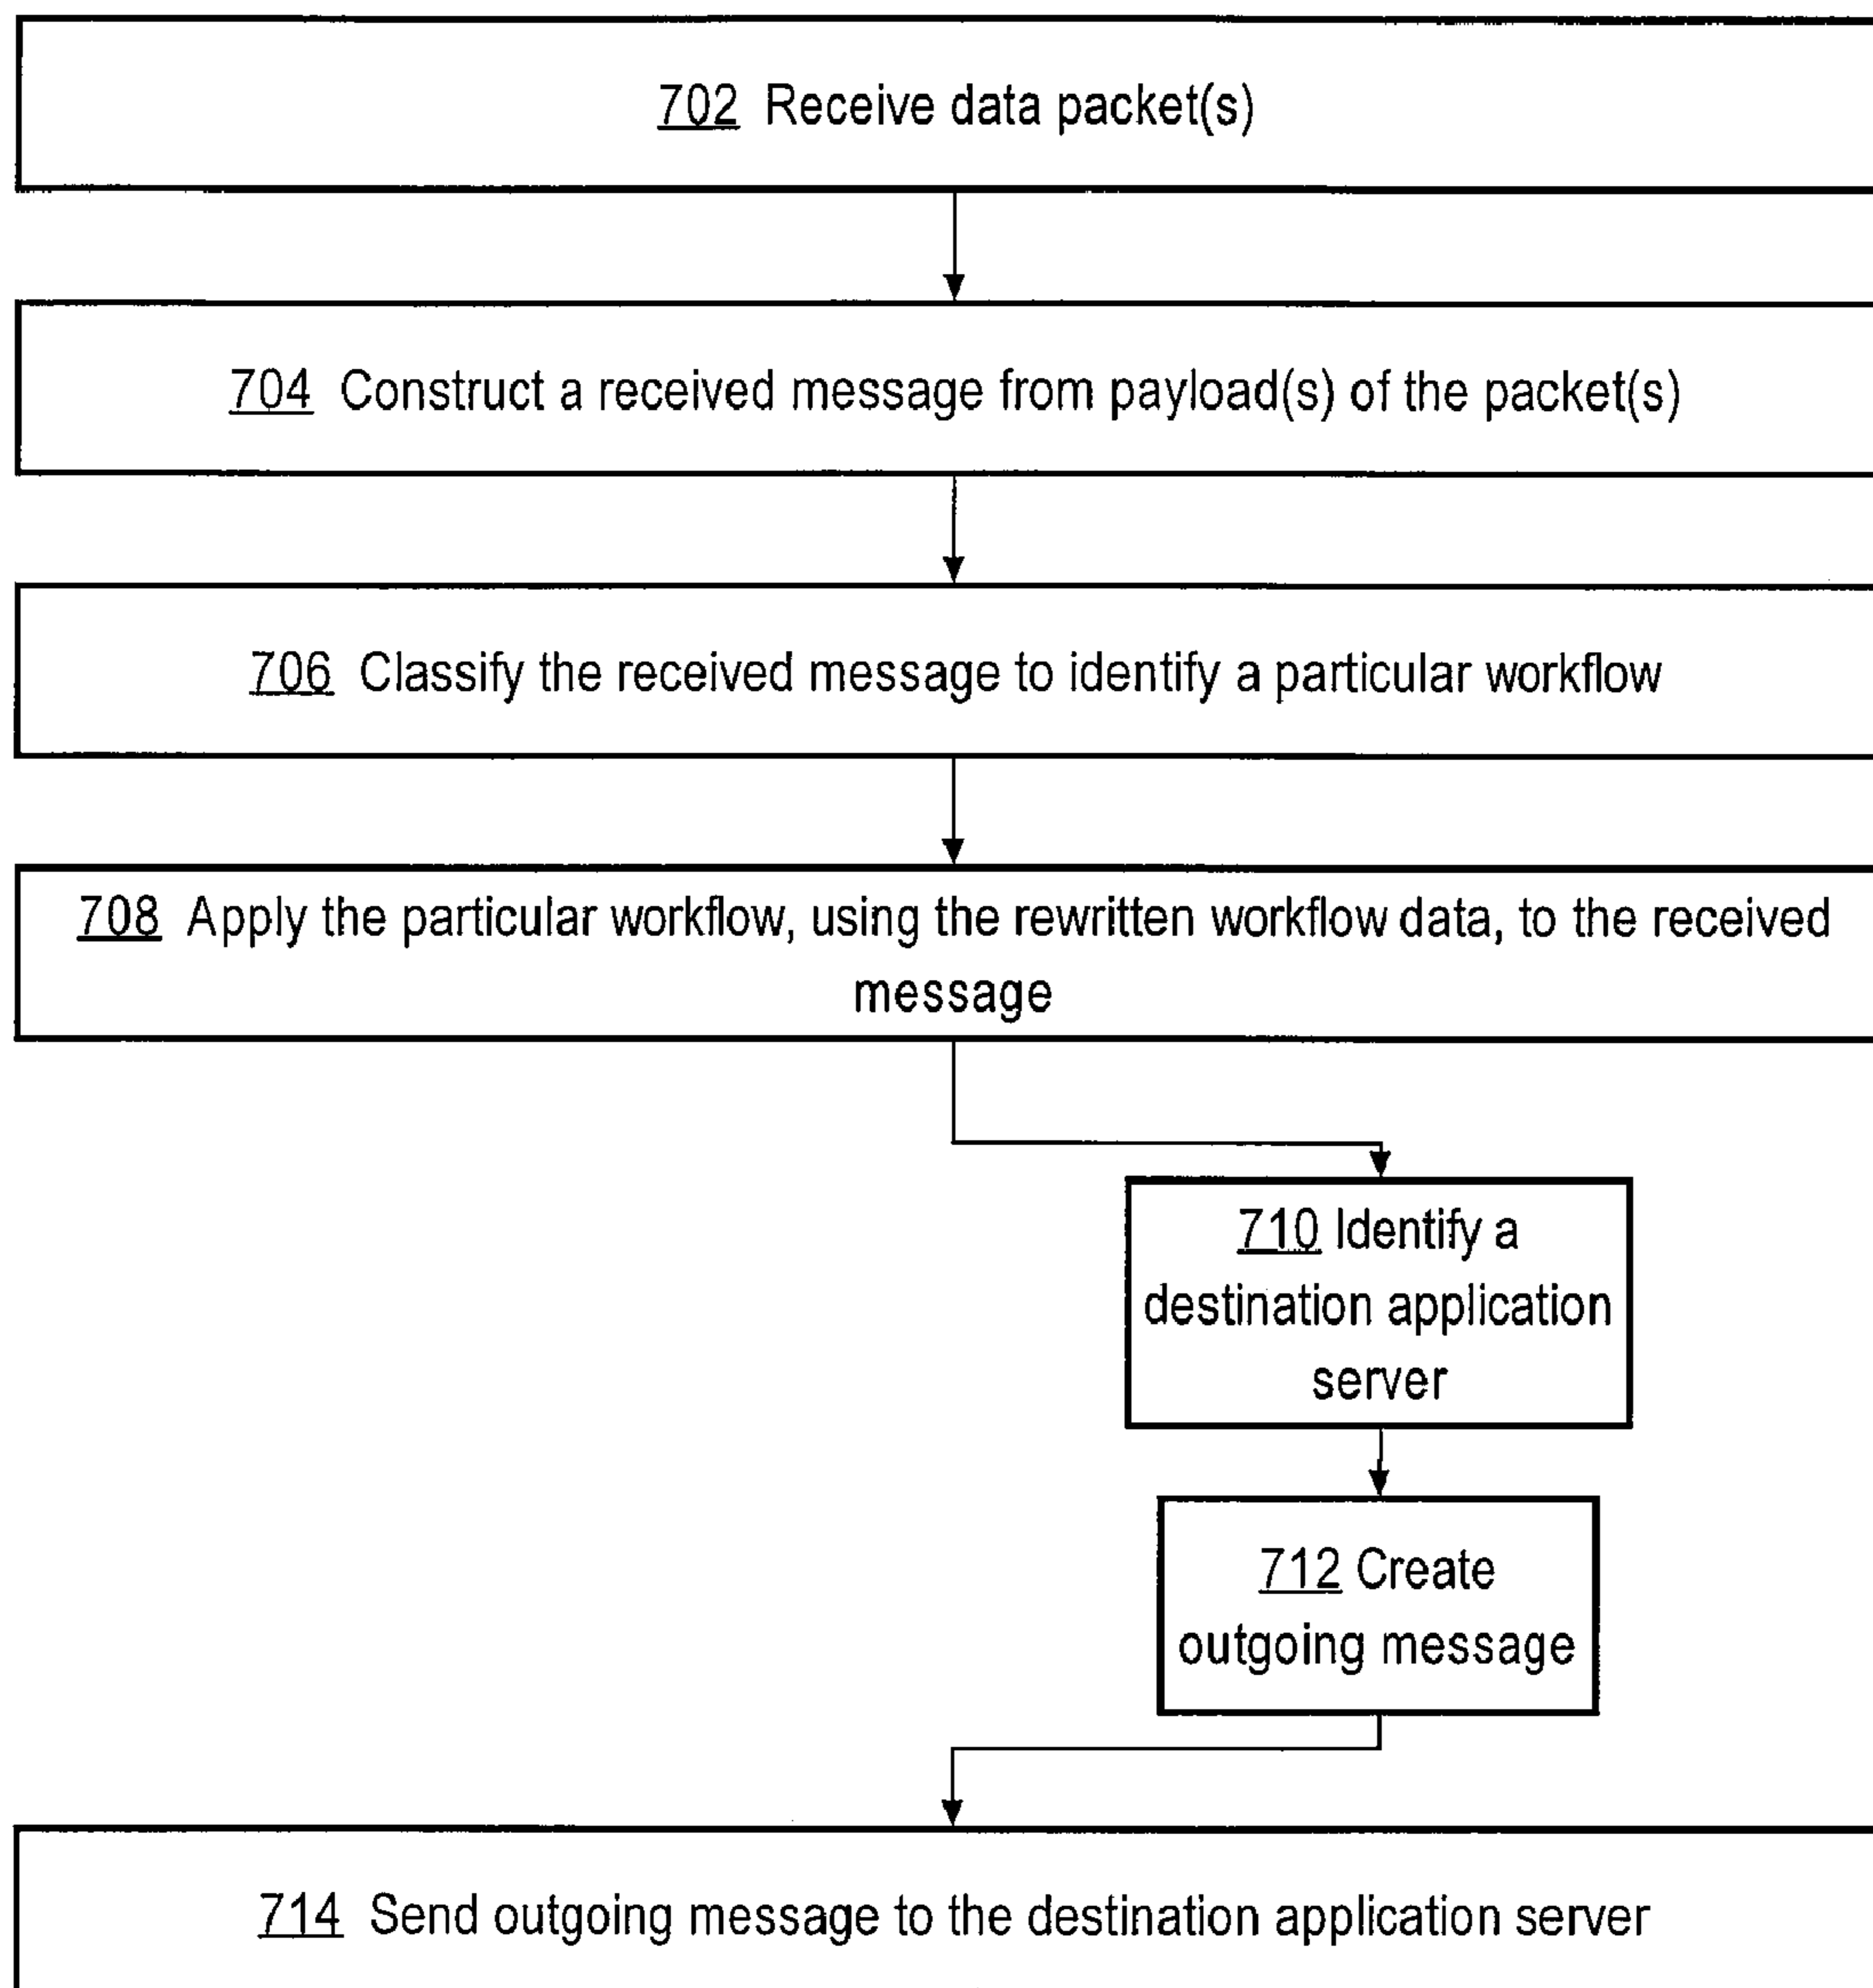 702 Receive data packet(s)
704 Construct a received message from payload(s) of the packet(s)
706 Classify the received message to identify a particular workflow
708 Apply the particular workflow, using the rewritten workflow data, to the received
message
710 Identify a
destination application
server
712 Create
outgoing message
714 Send outgoing message to the destination application server